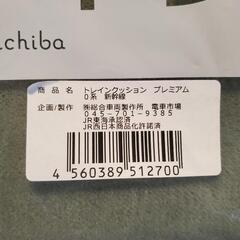 ichiba
商　品　名　トレインクッション　プレミアム
０系　新幹線
企画/製作　㈱総合車両製作所　電車市場
０４５-７０１-９３８５
JR東海承認済
JR西日本商品化許諾済
4 560389 512700